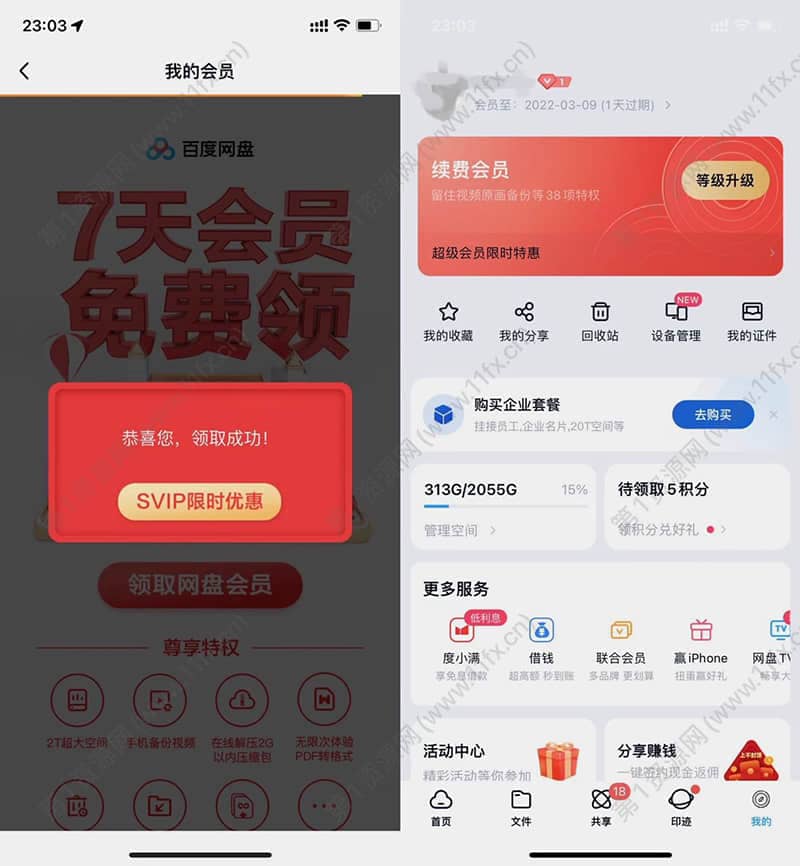 23:03
我的会员
百度网盘
7天会员
免费领
恭喜您，领取成功!
SVIP限时优惠
领取网盘会员
尊享特权
2T超大空间
手机备份视频
在线解压2G
以内压缩包
无限次体验
PDF转格式
23:03
1
会员至：2022-03-09 (1天过期)
续费会员
留住视频原画备份等38项特权
等级升级
超级会员限时特惠
我的收藏
我的分享
回收站
NEW
设备管理
我的证件
购买企业套餐
挂接员工,企业名片,20T空间等
去购买
313G/2055G
15%
管理空间
待领取5积分
领积分兑好礼
更多服务
低利息
度小满
享免息借款
借钱
超高额 秒到账
联合会员
多品牌 更划算
赢iPhone
扭重赢好礼
TV
网盘TV
畅享大
活动中心
精彩活动等你参加
分享赚钱
一键签约现金返佣
首页
文件
18
共享
印迹
我的
第1资源网 (www.11fx.cn)